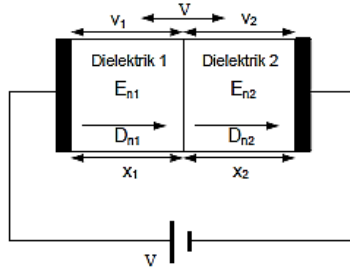 V
V₁ V₂
Dielektrik 1 Dielektrik 2
Eₙ₁ Eₙ₂
Dₙ₁ Dₙ₂
x₁ x₂
V